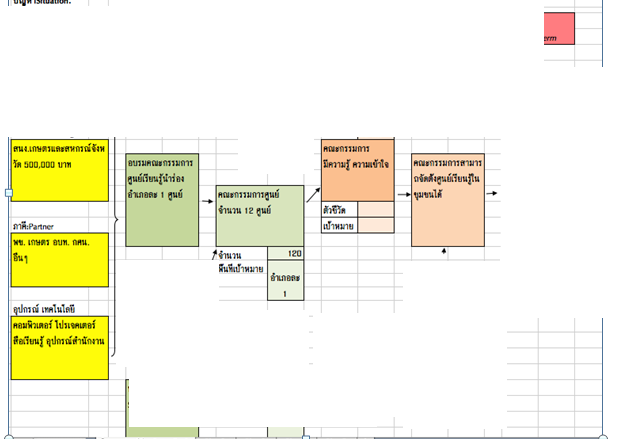 ปัญหาSituation:
erm
สนง.เกษตรและสหกรณ์จังห
วัด 500,000 บาท
อบรมคณะกรรมการ
ศูนย์เรียนรู้นำร่อง
อำเภอละ 1 ศูนย์
คณะกรรมการศูนย์
จำนวน 12 ศูนย์
จำนวน 120
พื้นที่เป้าหมาย
อำเภอละ
1
คณะกรรมการ
มีความรู้ ความเข้าใจ
ตัวชี้วัด
เป้าหมาย
คณะกรรมการสามาร
ถจัดตั้งศูนย์เรียนรู้ใน
ชุมชนได้
ภาคี:Partner
พช. เกษตร อบท. กศน.
อื่นๆ
อุปกรณ์ เทคโนโลยี
คอมพิวเตอร์ โปรเจคเตอร์
สื่อเรียนรู้ อุปกรณ์สำนักงาน